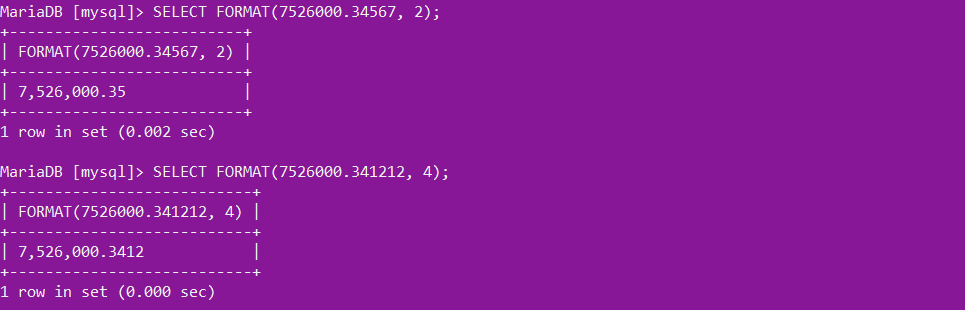 MariaDB [mysql]> SELECT FORMAT(7526000.34567, 2);
+--------------------------+
| FORMAT(7526000.34567, 2) |
+--------------------------+
| 7,526,000.35             |
+--------------------------+
1 row in set (0.002 sec)

MariaDB [mysql]> SELECT FORMAT(7526000.341212, 4);
+---------------------------+
| FORMAT(7526000.341212, 4) |
+---------------------------+
| 7,526,000.3412            |
+---------------------------+
1 row in set (0.000 sec)